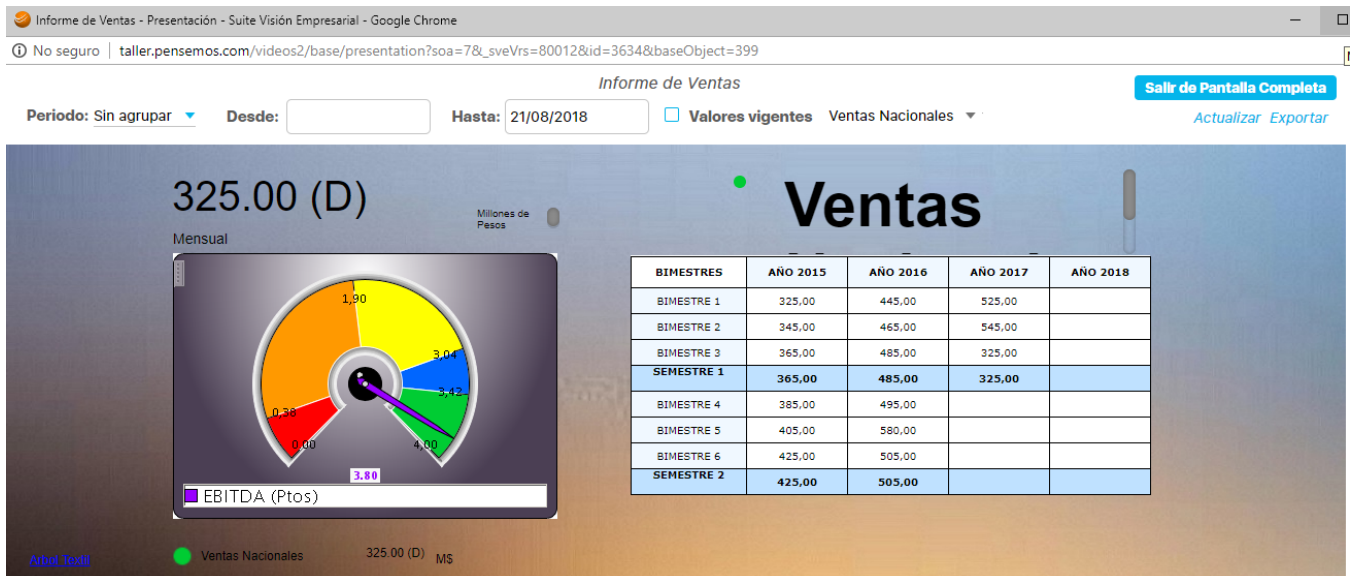 Informe de Ventas - Presentación - Suite Visión Empresarial - Google Chrome
No seguro | taller.pensemos.com/videos2/base/presentation?soa=7&_sveVrs=80012&id=3634&baseObject=399
Informe de Ventas
Salir de Pantalla Completa
Periodo: Sin agrupar Desde: Hasta: 21/08/2018 Valores vigentes Ventas Nacionales
Actualizar Exportar
325.00 (D)
Millones de
Pesos
Mensual
Ventas
1,90
3,04
3,42
0,38
0,00
4,00
3.80
EBITDA (Ptos)
BIMESTRES AÑO 2015 AÑO 2016 AÑO 2017 AÑO 2018
BIMESTRE 1 325,00 445,00 525,00
BIMESTRE 2 345,00 465,00 545,00
BIMESTRE 3 365,00 485,00 325,00
SEMESTRE 1 365,00 485,00 325,00
BIMESTRE 4 385,00 495,00
BIMESTRE 5 405,00 580,00
BIMESTRE 6 425,00 505,00
SEMESTRE 2 425,00 505,00
Arbol Textil
Ventas Nacionales 325.00 (D) M$